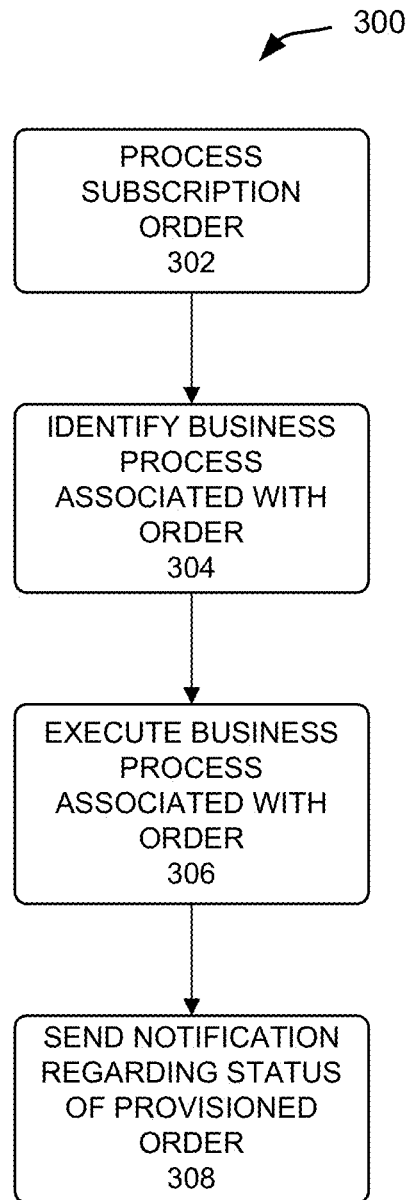 300
PROCESS
SUBSCRIPTION
ORDER
302
IDENTIFY BUSINESS
PROCESS
ASSOCIATED WITH
ORDER
304
EXECUTE BUSINESS
PROCESS
ASSOCIATED WITH
ORDER
306
SEND NOTIFICATION
REGARDING STATUS
OF PROVISIONED
ORDER
308